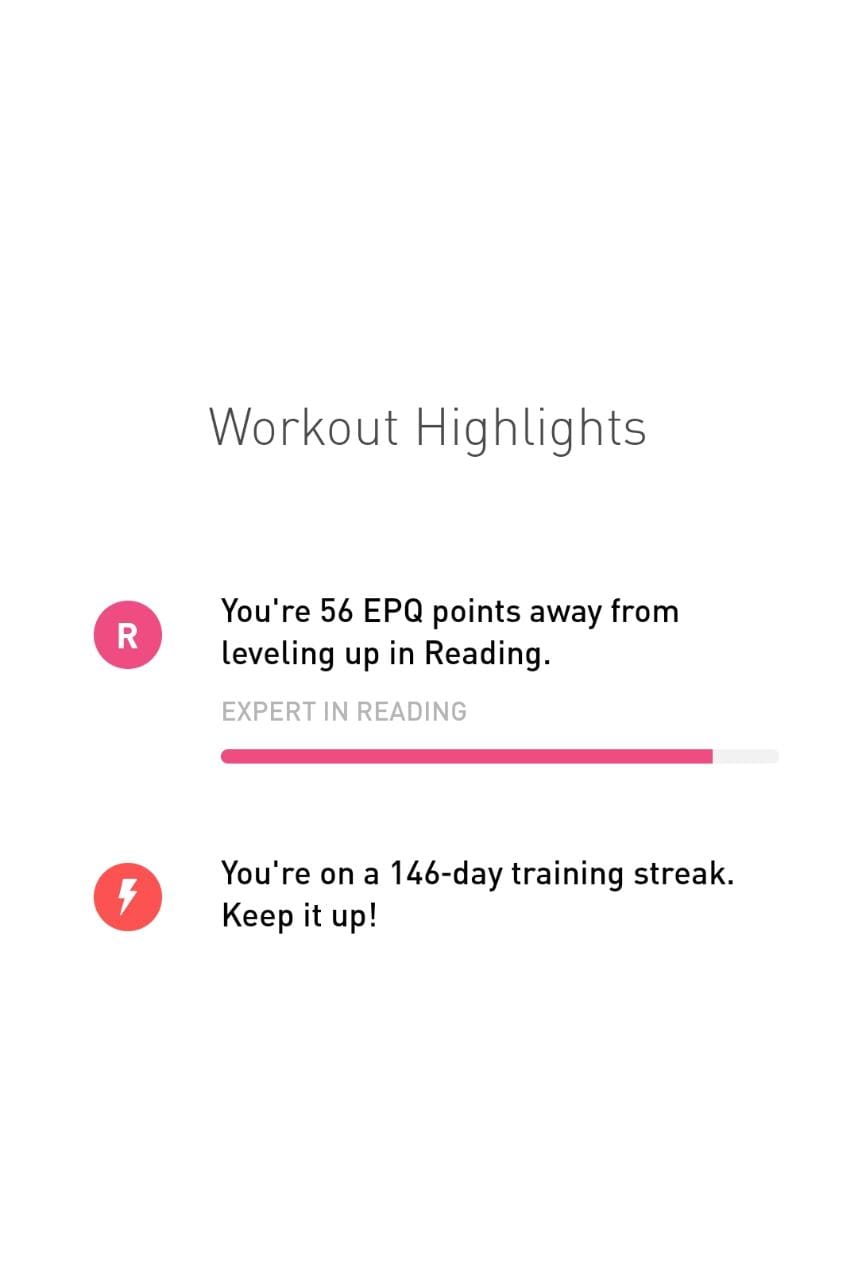 Workout Highlights
R
You're 56 EPQ points away from
leveling up in Reading.
EXPERT IN READING
You're on a 146-day training streak.
Keep it up!